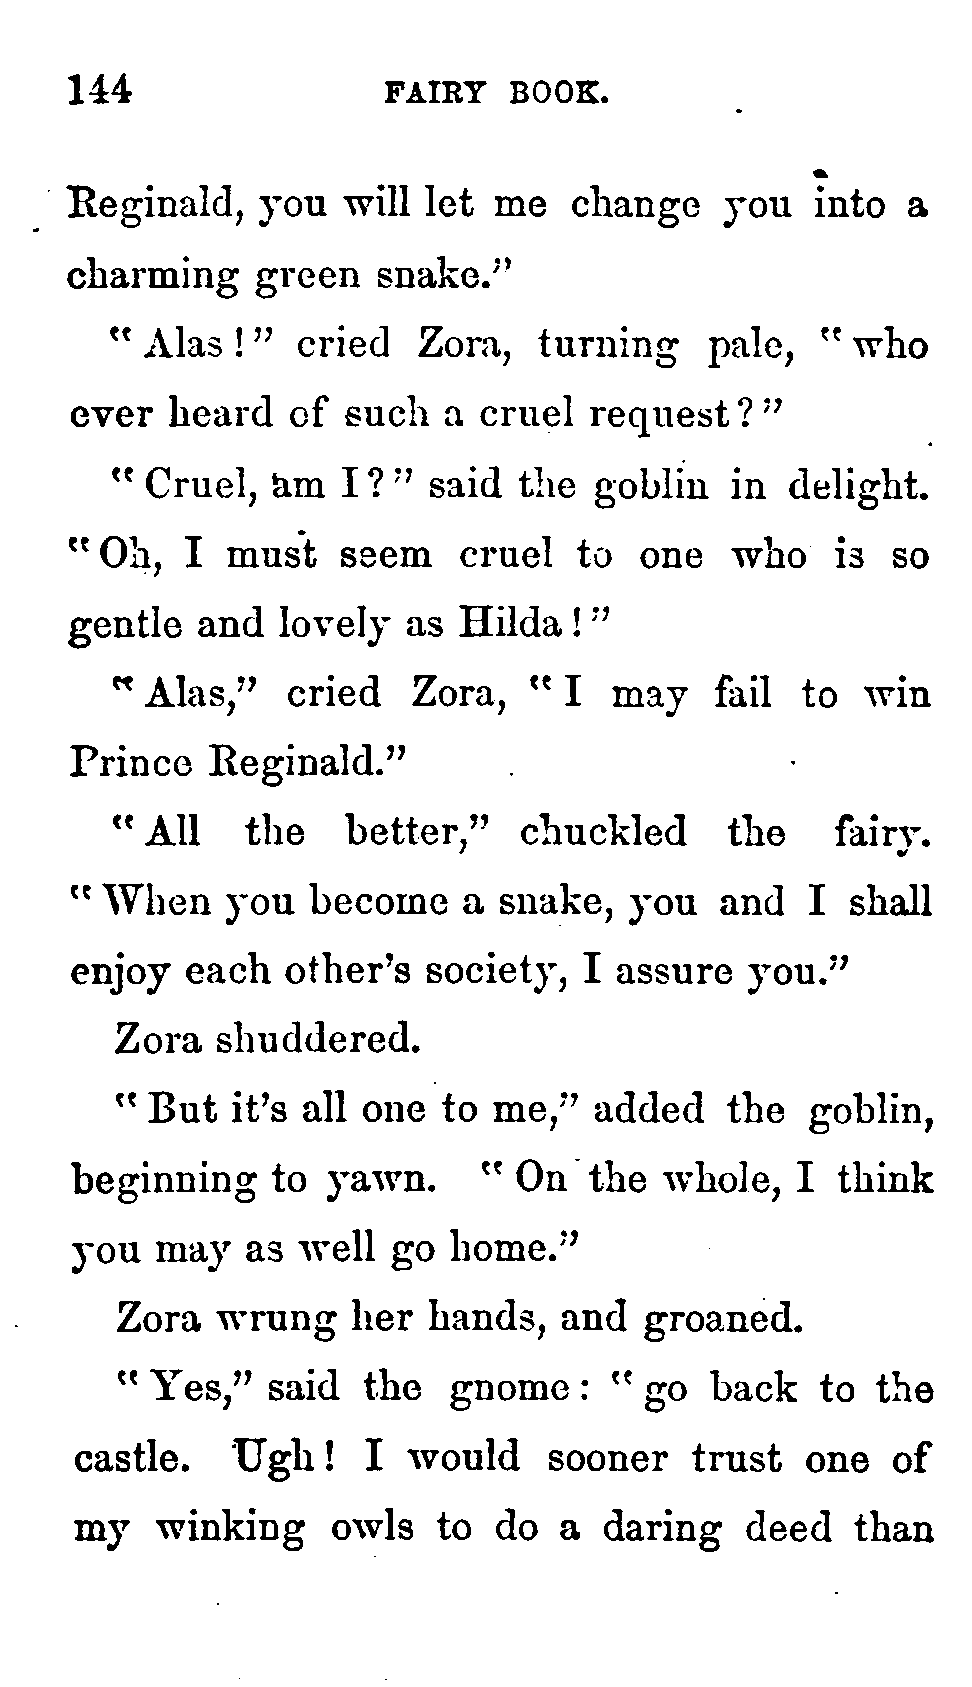 144 FAIRY BOOK.
Reginald, you will let me change you into a
charming green snake."
"Alas!" cried Zora, turning pale, "who
ever heard of such a cruel request?"
"Cruel, am I?" said the goblin in delight.
"Oh, I must seem cruel to one who is so
gentle and lovely as Hilda!"
"Alas," cried Zora, "I may fail to win
Prince Reginald."
"All the better," chuckled the fairy.
"When you become a snake, you and I shall
enjoy each other's society, I assure you."
Zora shuddered.
"But it's all one to me," added the goblin,
beginning to yawn. "On the whole, I think
you may as well go home."
Zora wrung her hands, and groaned.
"Yes," said the gnome: "go back to the
castle. Ugh! I would sooner trust one of
my winking owls to do a daring deed than